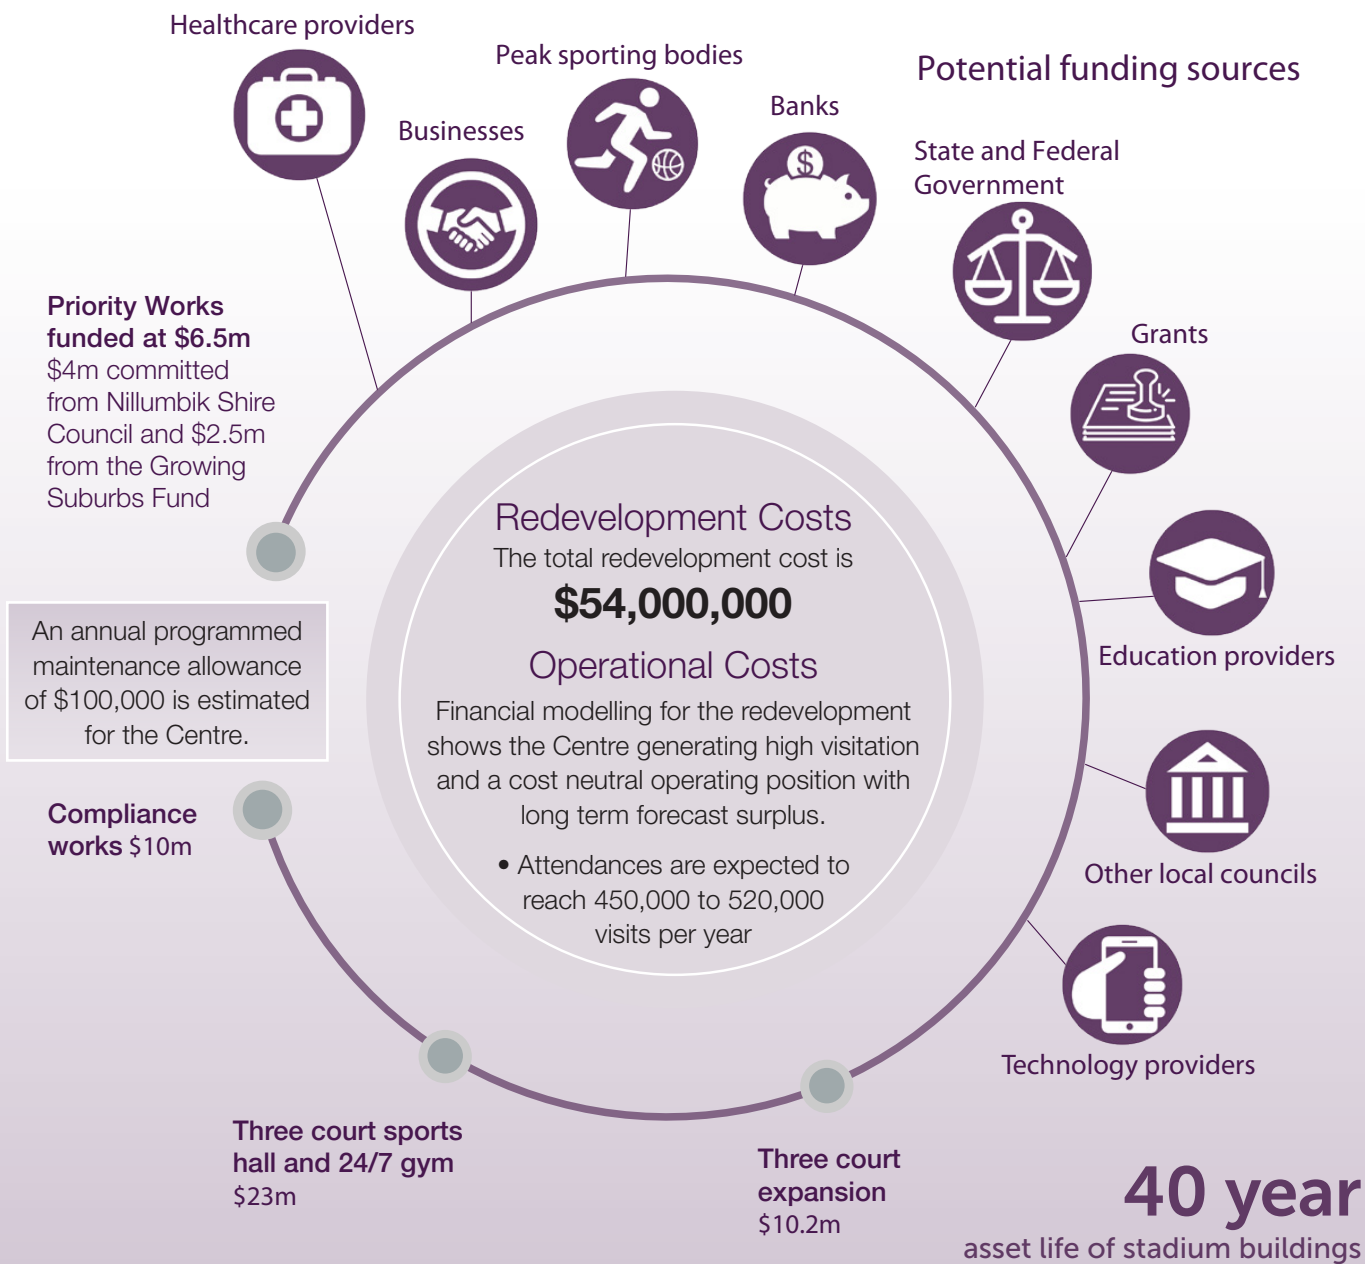 Healthcare providers
Peak sporting bodies
Potential funding sources
Banks
Businesses
State and Federal
Government
$
Priority Works
funded at $6.5m
$4m committed
from Nillumbik Shire
Council and $2.5m
from the Growing
Suburbs Fund
Grants
Redevelopment Costs
The total redevelopment cost is
$54,000,000
Operational Costs
Financial modelling for the redevelopment
shows the Centre generating high visitation
and a cost neutral operating position with
long term forecast surplus.
• Attendances are expected to
reach 450,000 to 520,000
visits per year
An annual programmed
maintenance allowance
of $100,000 is estimated
for the Centre.
Education providers
Compliance
works $10m
Other local councils
Technology providers
Three court sports
hall and 24/7 gym
$23m
Three court
expansion
$10.2m
40 year
asset life of stadium buildings